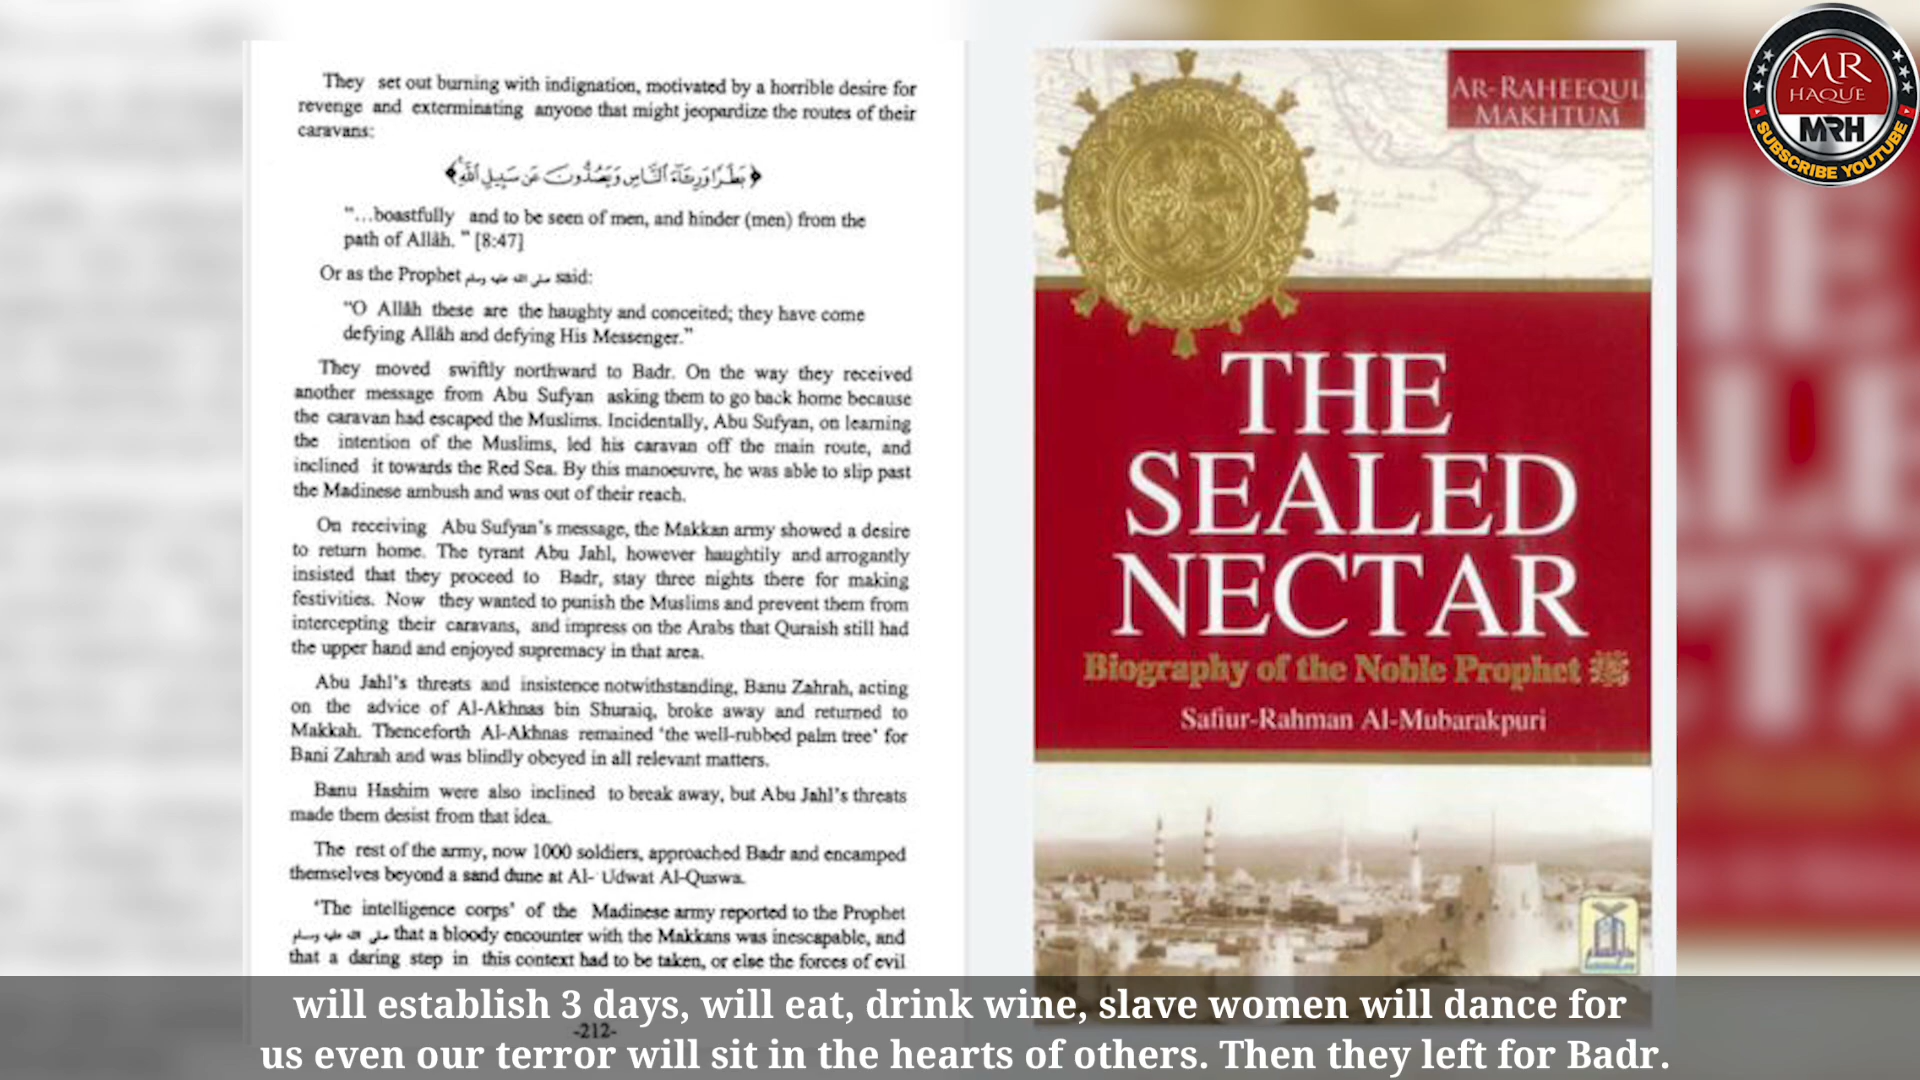 They set out burning with indignation, motivated by a horrible desire for
revenge and exterminating anyone that might jeopardize the routes of their
caravans:
﴿بَطَرًا وَرِئَآءَ ٱلنَّاسِ وَيَصُدُّونَ عَن سَبِيلِ ٱللَّهِ﴾
"...boastfully and to be seen of men, and hinder (men) from the
path of Allâh. " [8:47]
Or as the Prophet صلى الله عليه وسلم said:
"O Allâh these are the haughty and conceited; they have come
defying Allâh and defying His Messenger."
They moved swiftly northward to Badr. On the way they received
another message from Abu Sufyan asking them to go back home because
the caravan had escaped the Muslims. Incidentally, Abu Sufyan, on learning
the intention of the Muslims, led his caravan off the main route, and
inclined it towards the Red Sea. By this manoeuvre, he was able to slip past
the Madinese ambush and was out of their reach.
On receiving Abu Sufyan's message, the Makkan army showed a desire
to return home. The tyrant Abu Jahl, however haughtily and arrogantly
insisted that they proceed to Badr, stay three nights there for making
festivities. Now they wanted to punish the Muslims and prevent them from
intercepting their caravans, and impress on the Arabs that Quraish still had
the upper hand and enjoyed supremacy in that area.
Abu Jahl's threats and insistence notwithstanding, Banu Zahrah, acting
on the advice of Al-Akhnas bin Shuraiq, broke away and returned to
Makkah. Thenceforth Al-Akhnas remained 'the well-rubbed palm tree' for
Bani Zahrah and was blindly obeyed in all relevant matters.
Banu Hashim were also inclined to break away, but Abu Jahl's threats
made them desist from that idea.
The rest of the army, now 1000 soldiers, approached Badr and encamped
themselves beyond a sand dune at Al-'Udwat Al-Quswa.
'The intelligence corps' of the Madinese army reported to the Prophet
صلى الله عليه وسلم that a bloody encounter with the Makkans was inescapable, and
that a daring step in this context had to be taken, or else the forces of evil
-212-
AR-RAHEEQUL
MAKHTUM
THE
SEALED
NECTAR
Biography of the Noble Prophet ﷺ
Safiur-Rahman Al-Mubarakpuri
MR
HAQUE
MRH
SUBSCRIBE YOUTUBE
will establish 3 days, will eat, drink wine, slave women will dance for
us even our terror will sit in the hearts of others. Then they left for Badr.